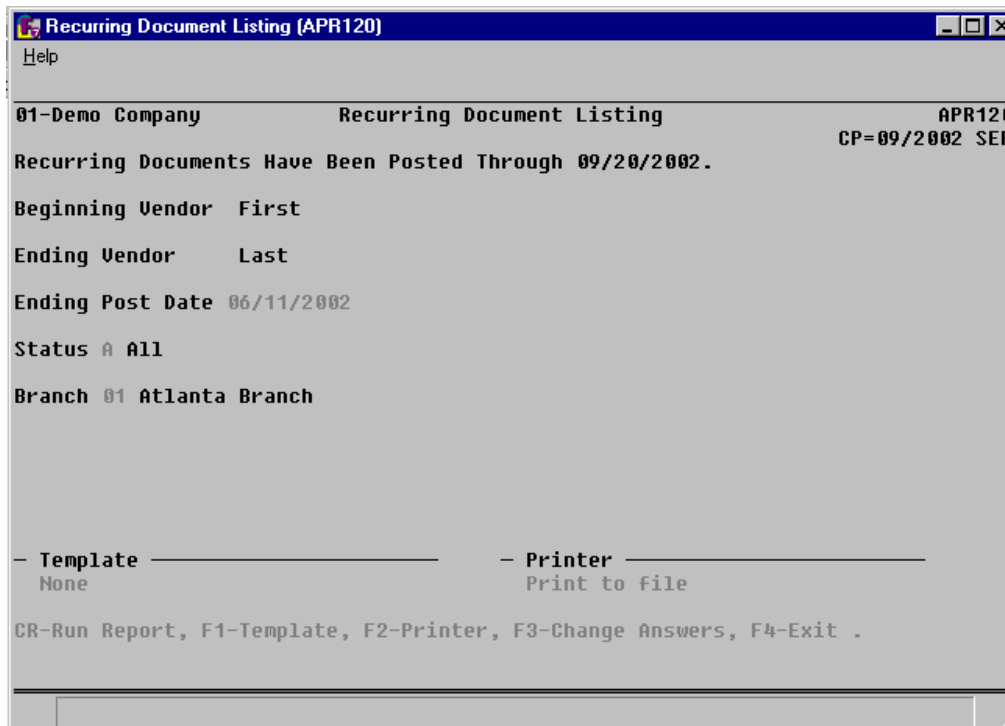 Recurring Document Listing (APR120)
Help
01-Demo Company Recurring Document Listing APR120
CP=09/2002 SEP
Recurring Documents Have Been Posted Through 09/20/2002.
Beginning Vendor First
Ending Vendor Last
Ending Post Date 06/11/2002
Status A All
Branch 01 Atlanta Branch
Template Printer
None Print to file
CR-Run Report, F1-Template, F2-Printer, F3-Change Answers, F4-Exit .